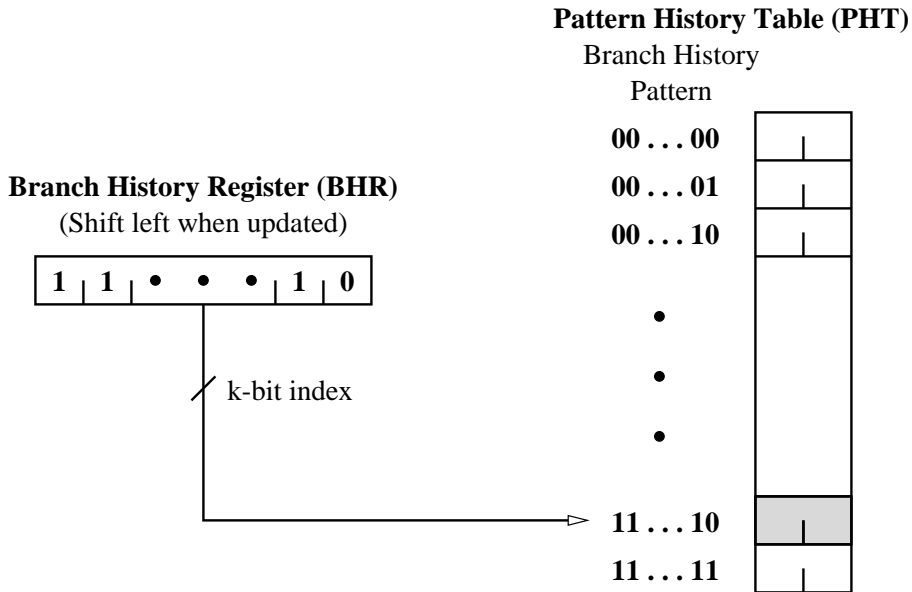 Pattern History Table (PHT)
Branch History
Pattern
00 . . . 00
00 . . . 01
00 . . . 10
Branch History Register (BHR)
(Shift left when updated)
1 1 • • • 1 0
k-bit index
11 . . . 10
11 . . . 11